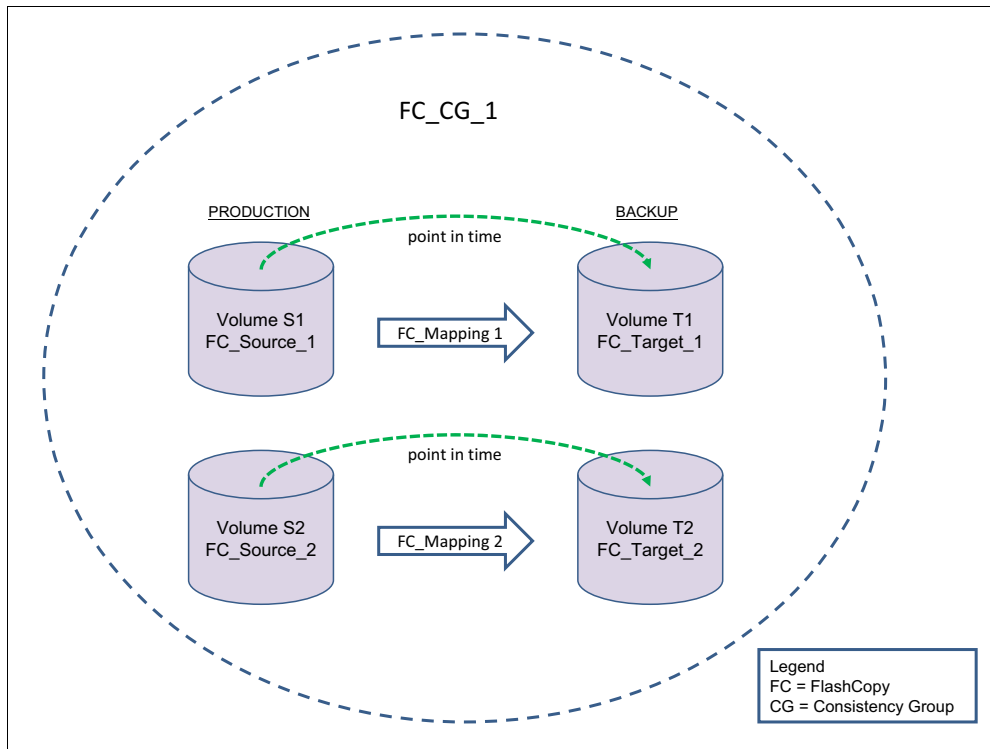 FC_CG_1
PRODUCTION
BACKUP
point in time
Volume S1
FC_Source_1
FC_Mapping 1
Volume T1
FC_Target_1
point in time
Volume S2
FC_Source_2
FC_Mapping 2
Volume T2
FC_Target_2
Legend
FC = FlashCopy
CG = Consistency Group